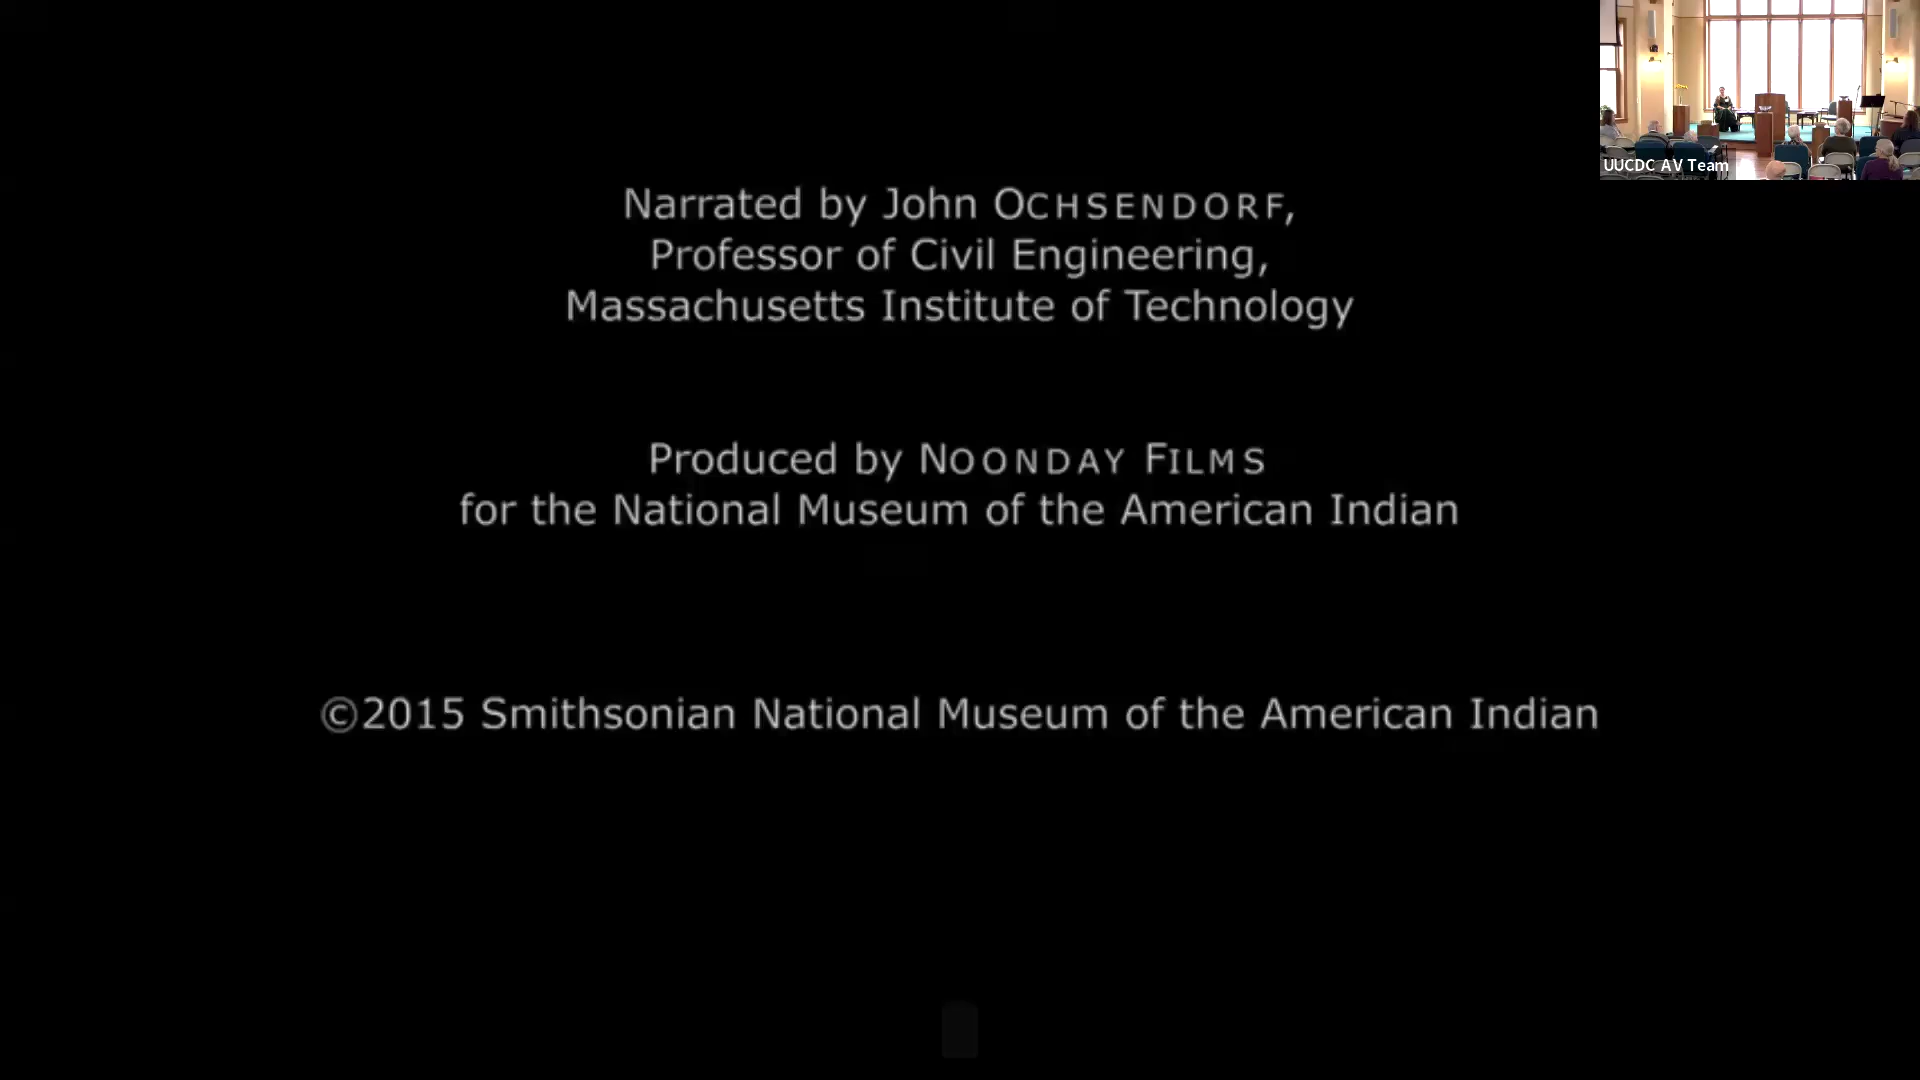 UUCDC AV Team
Narrated by John OCHSENDORF,
Professor of Civil Engineering,
Massachusetts Institute of Technology
Produced by NOONDAY FILMS
for the National Museum of the American Indian
©2015 Smithsonian National Museum of the American Indian